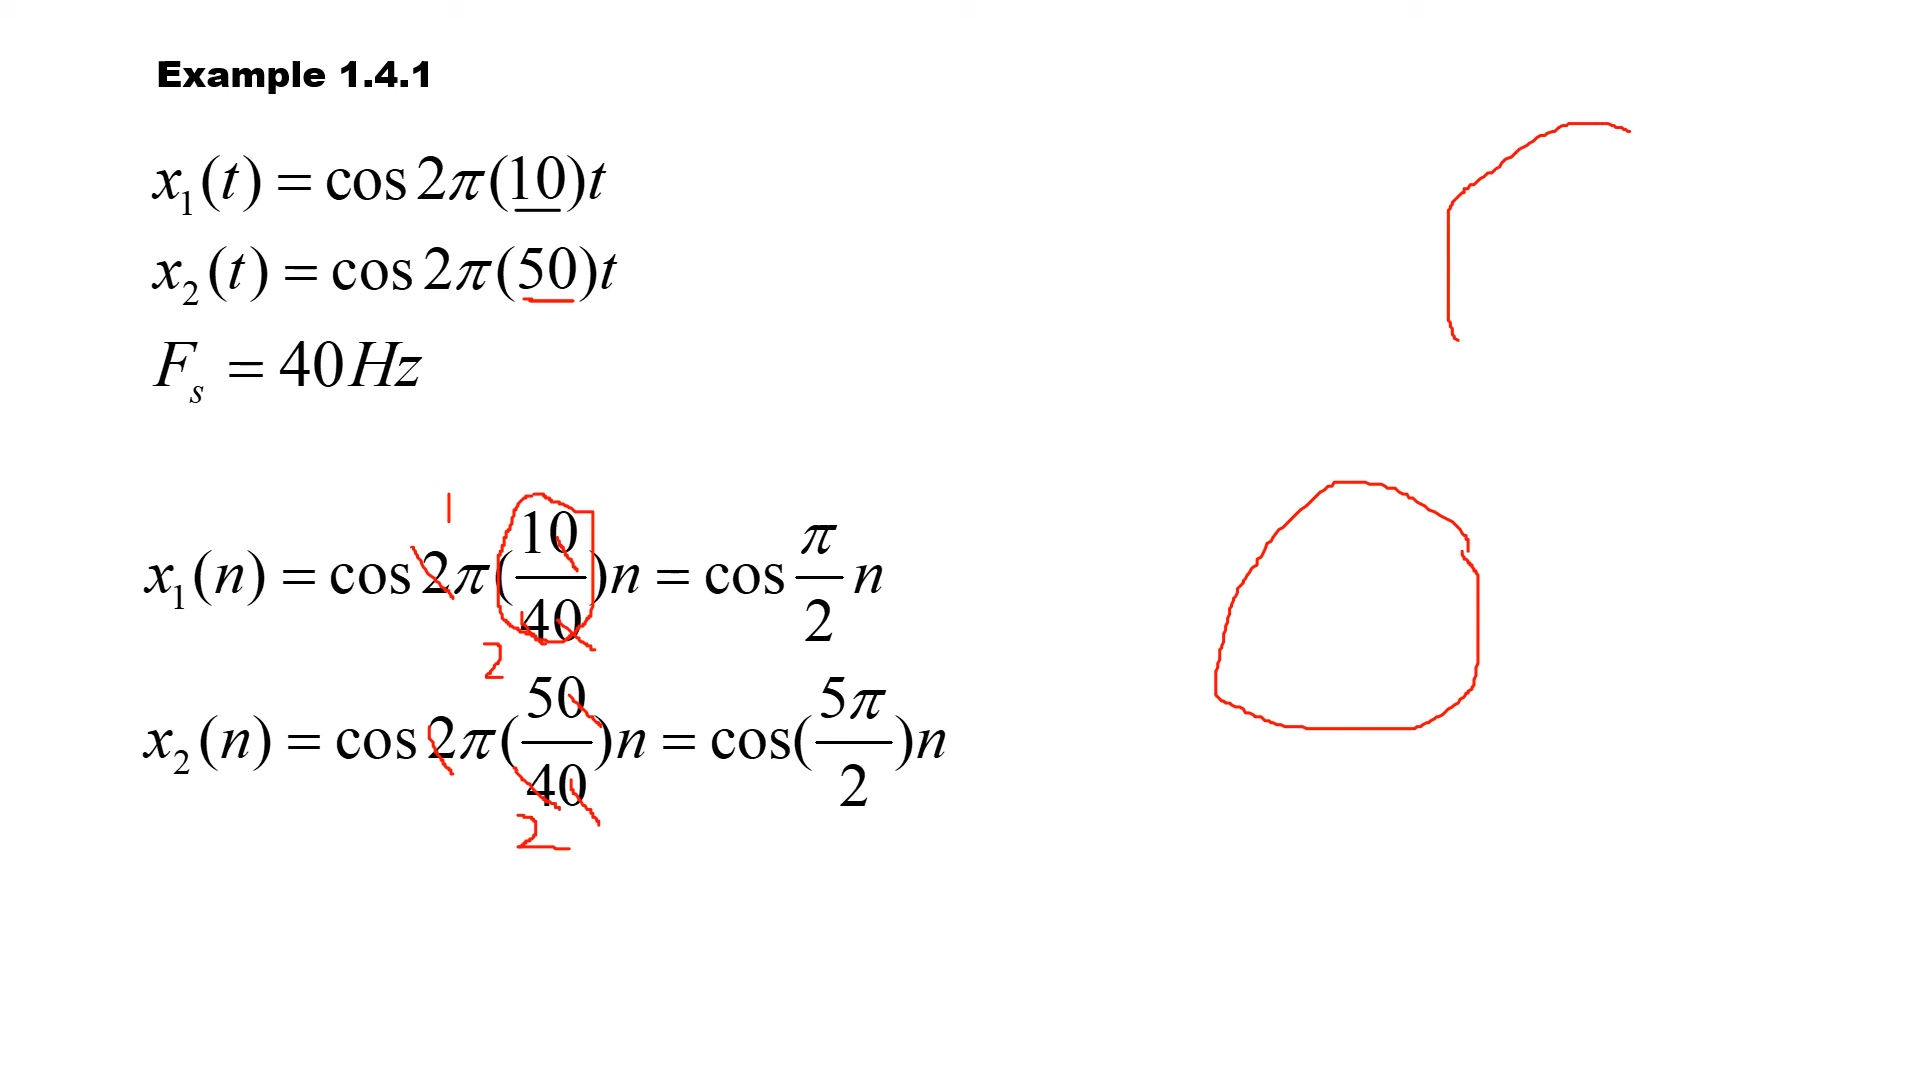 Example 1.4.1
x₁(t) = cos 2π(10)t
x₂(t) = cos 2π(50)t
Fₛ = 40Hz
1
x₁(n) = cos 2π(10/40)n = cos π/2 n
2
x₂(n) = cos 2π(50/40)n = cos(5π/2)n
2